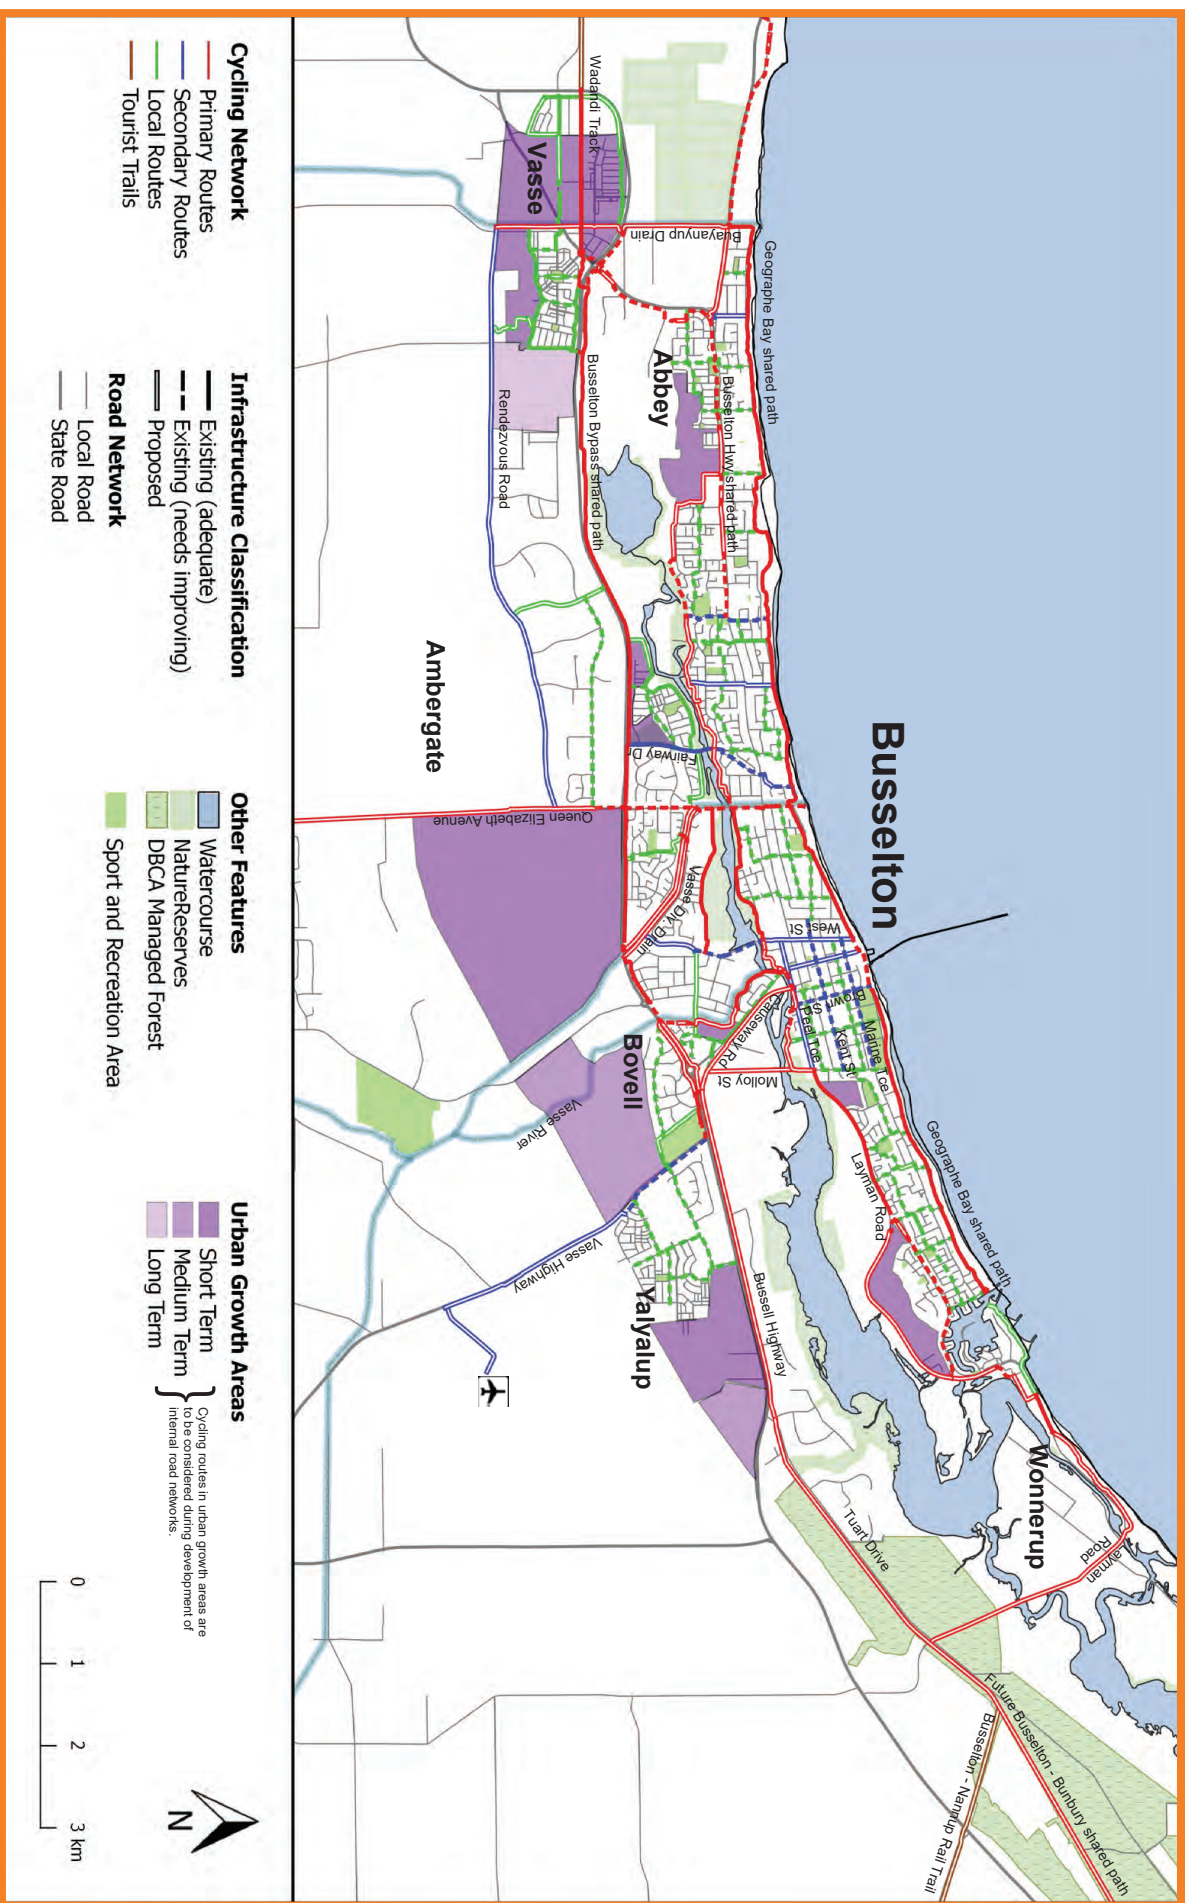 Busselton
Geographe Bay shared path
Geographe Bay shared path
Wadandi Track
Vasse
Buayanyup Drain
Abbey
Busselton Hwy shared path
Busselton Bypass shared path
Rendezvous Road
Ambergate
Fairway Dr
Queen Elizabeth Avenue
Vasse Div. Drain
West St
Brown St
Peel Tce
Kent St
Marine Tce
Causeway Rd
Molloy St
Bovell
Vasse River
Layman Road
Vasse Highway
Yalyalup
Bussell Highway
Wonnerup
Layman
Road
Tuart Drive
Future Busselton - Bunbury shared path
Busselton - Nannup Rail Trail
Cycling Network
Primary Routes
Secondary Routes
Local Routes
Tourist Trails
Infrastructure Classification
Existing (adequate)
Existing (needs improving)
Proposed
Road Network
Local Road
State Road
Other Features
Watercourse
NatureReserves
DBCA Managed Forest
Sport and Recreation Area
Urban Growth Areas
Short Term
Medium Term
Long Term
Cycling routes in urban growth areas are
to be considered during development of
internal road networks.
0 1 2 3 km
N